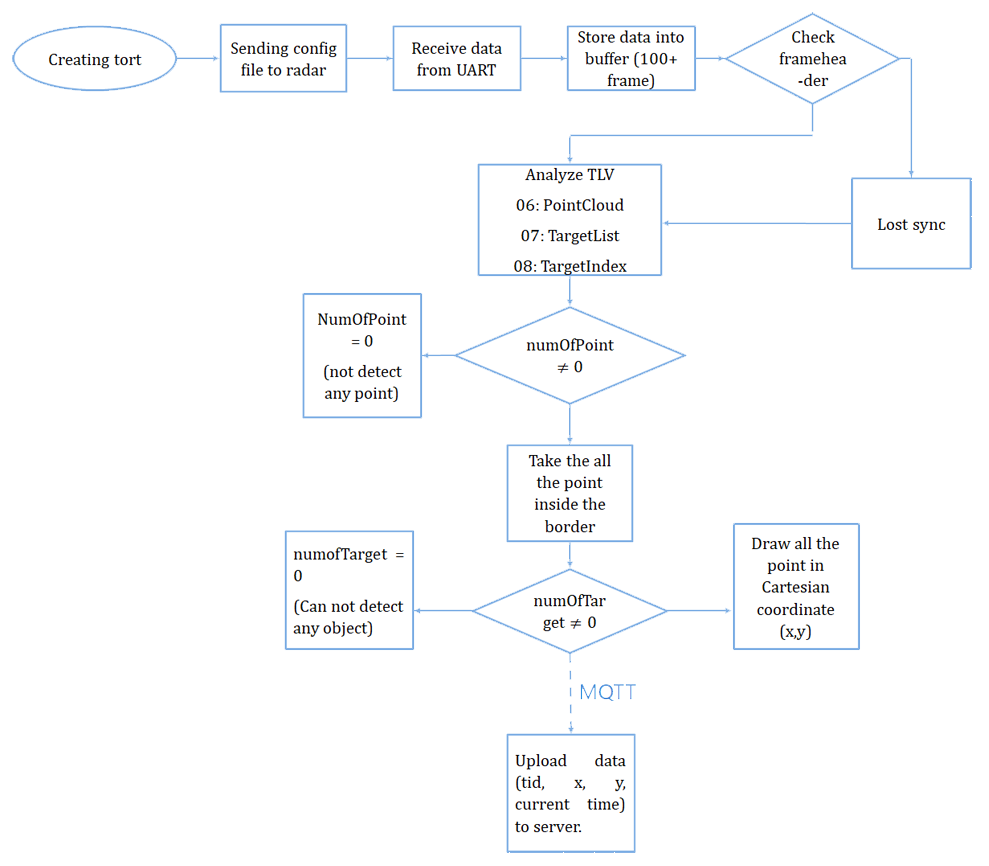 Creating tort
Sending config
file to radar
Receive data
from UART
Store data into
buffer (100+
frame)
Check
framehea
-der
Analyze TLV
06: PointCloud
07: TargetList
08: TargetIndex
Lost sync
NumOfPoint
= 0
(not detect
any point)
numOfPoint
≠ 0
Take the all
the point
inside the
border
numofTarget =
0
(Can not detect
any object)
numOfTar
get ≠ 0
Draw all the
point in
Cartesian
coordinate
(x,y)
MQTT
Upload data
(tid, x, y,
current time)
to server.